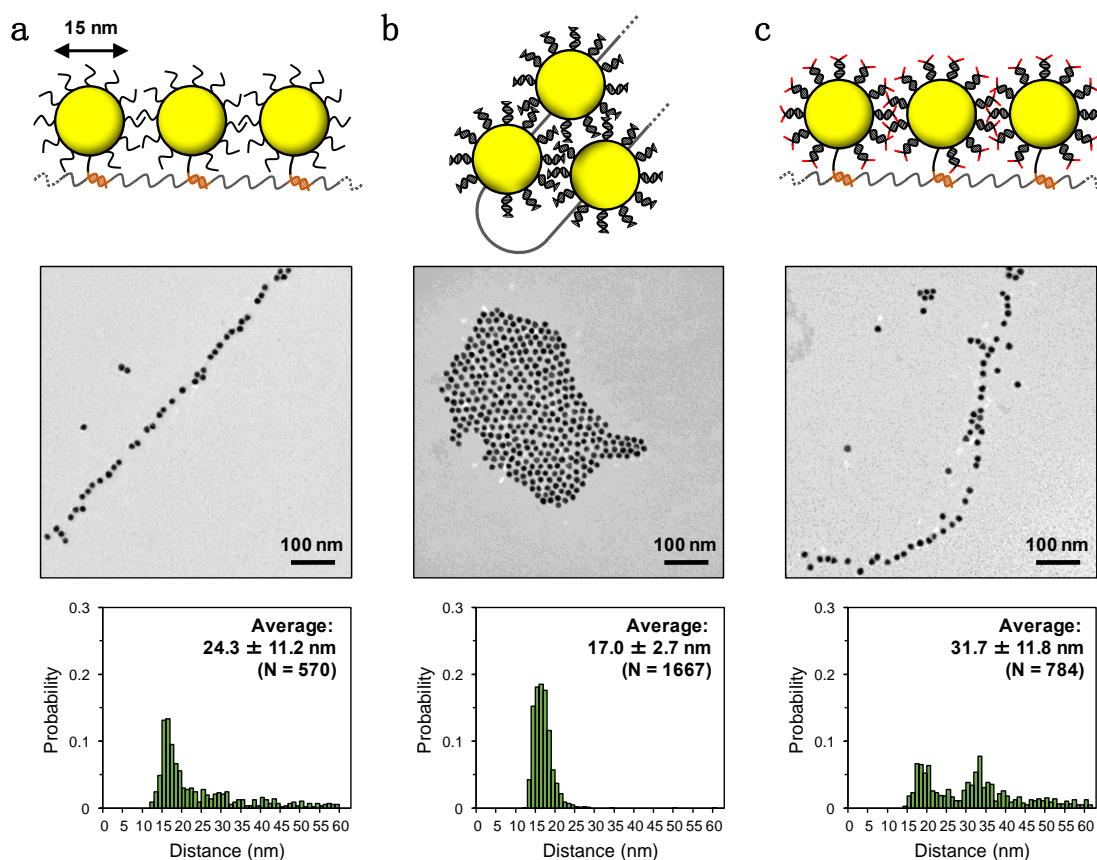 a
15 nm
b
c
100 nm
100 nm
100 nm
Average:
24.3 ± 11.2 nm
(N = 570)
Probability
0.3
0.2
0.1
0
0 5 10 15 20 25 30 35 40 45 50 55 60
Distance (nm)
Average:
17.0 ± 2.7 nm
(N = 1667)
Probability
0.3
0.2
0.1
0
0 5 10 15 20 25 30 35 40 45 50 55 60
Distance (nm)
Average:
31.7 ± 11.8 nm
(N = 784)
Probability
0.3
0.2
0.1
0
0 5 10 15 20 25 30 35 40 45 50 55 60
Distance (nm)